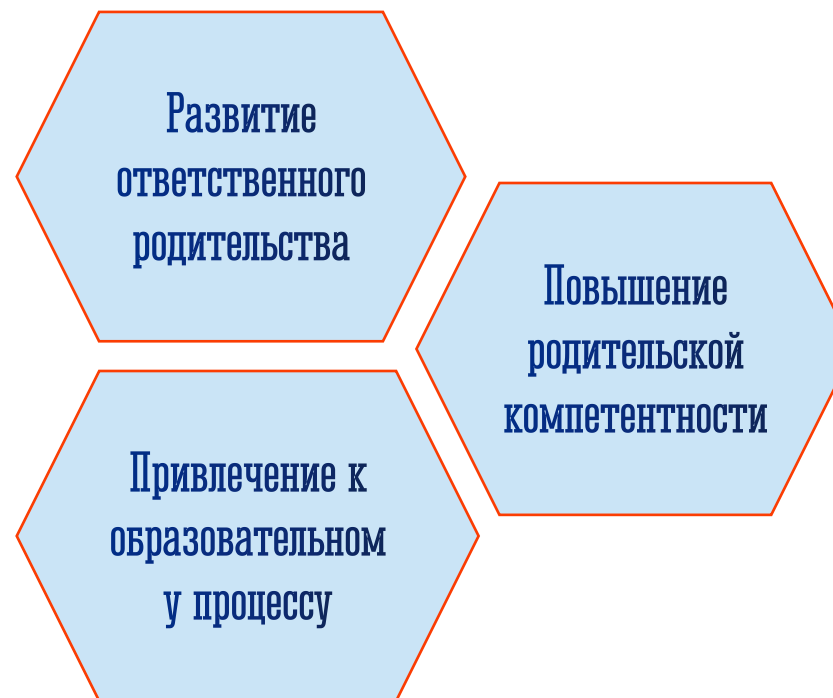 Развитие
ответственного
родительства
Повышение
родительской
компетентности
Привлечение к
образовательном
у процессу